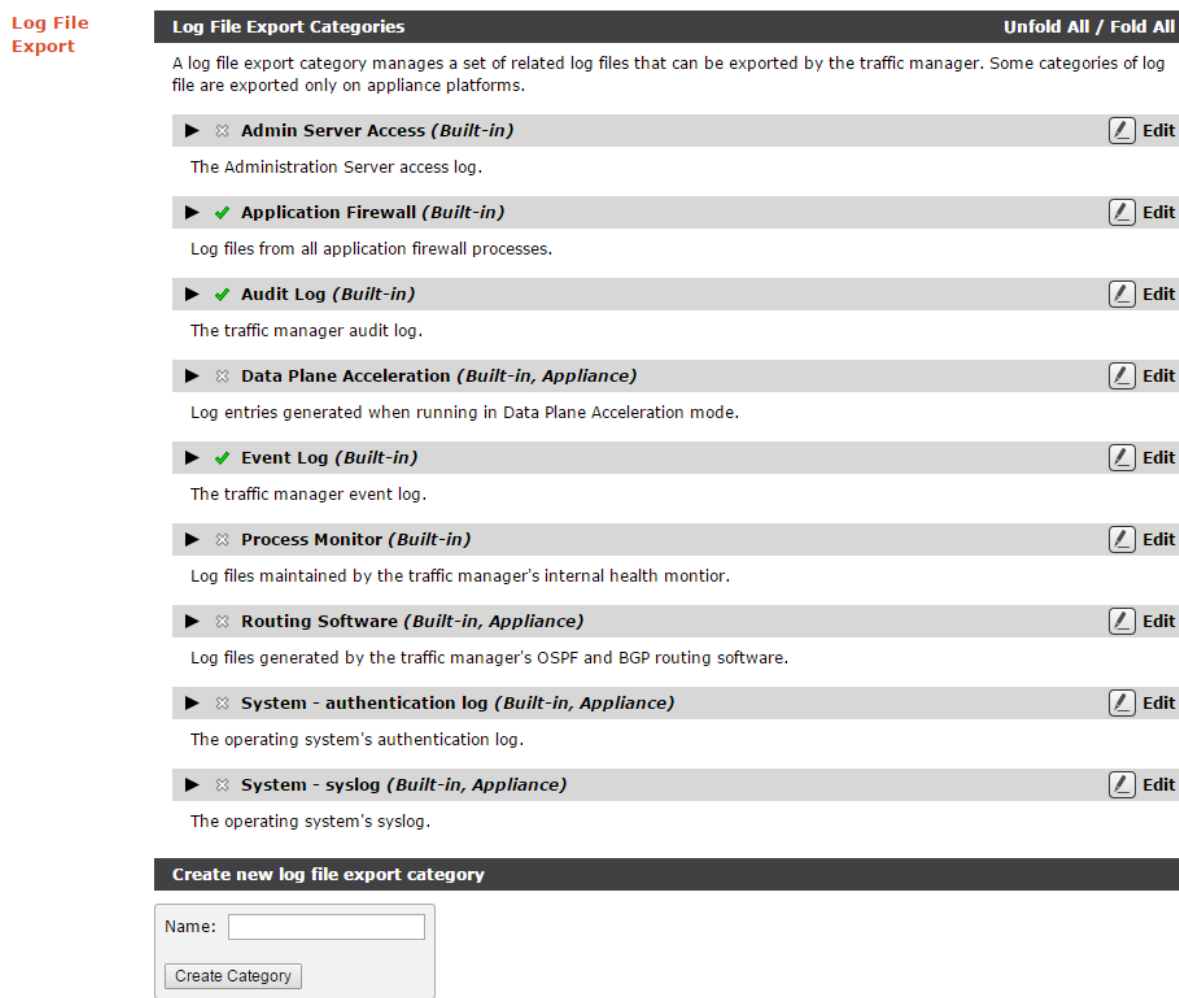 Log File
Export
Log File Export Categories Unfold All / Fold All
A log file export category manages a set of related log files that can be exported by the traffic manager. Some categories of log
file are exported only on appliance platforms.
Admin Server Access (Built-in) Edit
The Administration Server access log.
Application Firewall (Built-in) Edit
Log files from all application firewall processes.
Audit Log (Built-in) Edit
The traffic manager audit log.
Data Plane Acceleration (Built-in, Appliance) Edit
Log entries generated when running in Data Plane Acceleration mode.
Event Log (Built-in) Edit
The traffic manager event log.
Process Monitor (Built-in) Edit
Log files maintained by the traffic manager's internal health montior.
Routing Software (Built-in, Appliance) Edit
Log files generated by the traffic manager's OSPF and BGP routing software.
System - authentication log (Built-in, Appliance) Edit
The operating system's authentication log.
System - syslog (Built-in, Appliance) Edit
The operating system's syslog.
Create new log file export category
Name:
Create Category